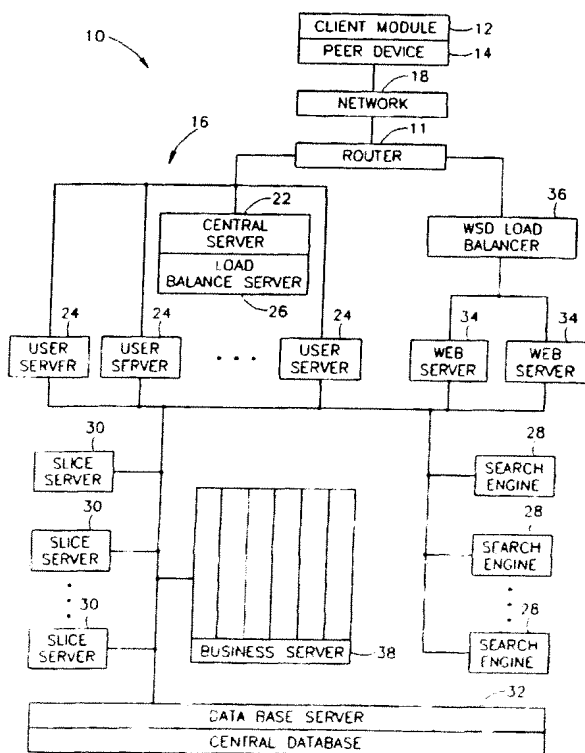 10
CLIENT MODULE
12
PEER DEVICE
14
18
NETWORK
11
ROUTER
16
22
CENTRAL
SERVER
LOAD
BALANCE SERVER
26
36
WSD LOAD
BALANCER
24
USER
SERVER
24
USER
SERVER
. . .
24
USER
SERVER
34
WEB
SERVER
34
WEB
SERVER
30
SLICE
SERVER
30
SLICE
SERVER
30
SLICE
SERVER
BUSINESS SERVER
38
28
SEARCH
ENGINE
28
SEARCH
ENGINE
28
SEARCH
ENGINE
32
DATA BASE SERVER
CENTRAL DATABASE